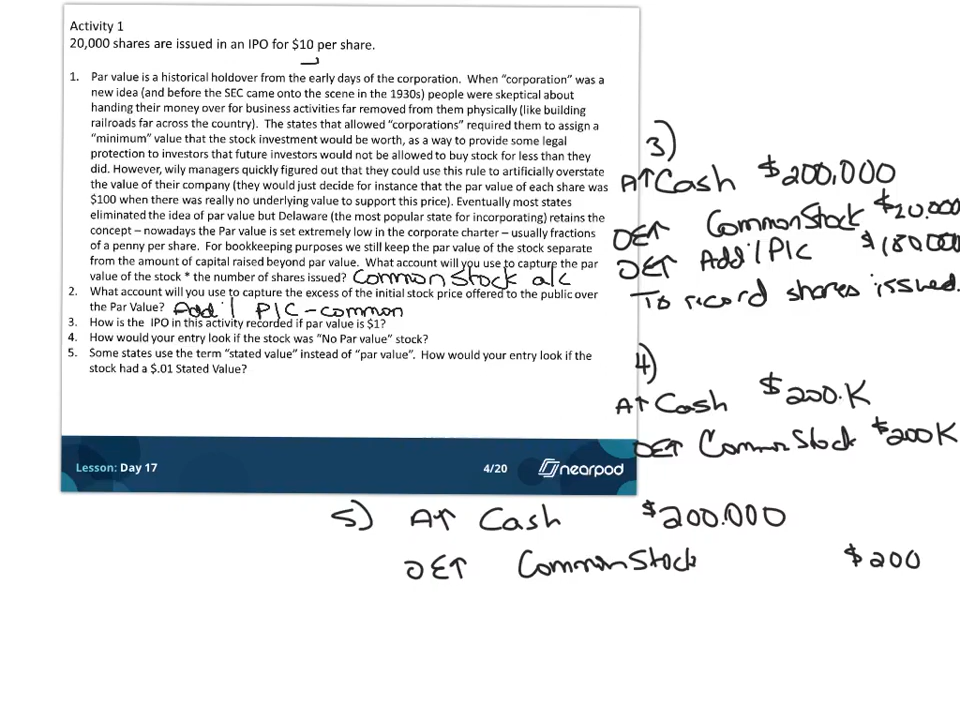 Activity 1
20,000 shares are issued in an IPO for $10 per share.
1. Par value is a historical holdover from the early days of the corporation. When “corporation” was a
new idea (and before the SEC came onto the scene in the 1930s) people were skeptical about
handing their money over for business activities far removed from them physically (like building
railroads far across the country). The states that allowed “corporations” required them to assign a
“minimum” value that the stock investment would be worth, as a way to provide some legal
protection to investors that future investors would not be allowed to buy stock for less than they
did. However, wily managers quickly figured out that they could use this rule to artificially overstate
the value of their company (they would just decide for instance that the par value of each share was
$100 when there was really no underlying value to support this price). Eventually most states
eliminated the idea of par value but Delaware (the most popular state for incorporating) retains the
concept – nowadays the Par value is set extremely low in the corporate charter – usually fractions
of a penny per share. For bookkeeping purposes we still keep the par value of the stock separate
from the amount of capital raised beyond par value. What account will you use to capture the par
value of the stock * the number of shares issued? Common Stock a/c
2. What account will you use to capture the excess of the initial stock price offered to the public over
the Par Value? Add'l PIC-common
3. How is the IPO in this activity recorded if par value is $1?
4. How would your entry look if the stock was “No Par value” stock?
5. Some states use the term “stated value” instead of “par value”. How would your entry look if the
stock had a $.01 Stated Value?
Lesson: Day 17 4/20 nearpod
3)
A↑ Cash $200,000
OE↑ Common Stock $20,000
OE↑ Add'l PIC $180000
To record shares issued.
4)
A↑ Cash $200K
OE↑ Common Stock $200K
5) A↑ Cash $200.000
OE↑ Common Stock $200